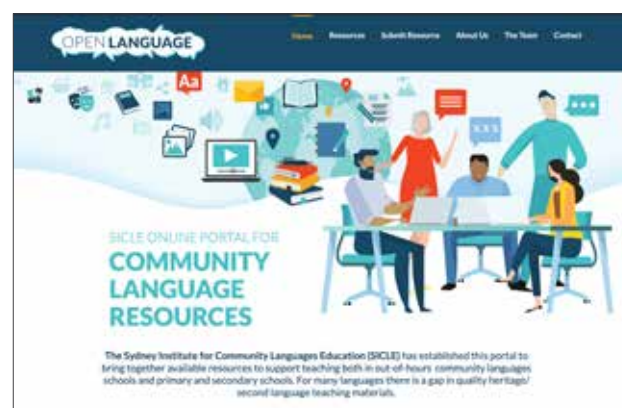 OPEN LANGUAGE
Home Resources Submit Resource About Us The Team Contact
Aa
SICLE ONLINE PORTAL FOR
COMMUNITY
LANGUAGE
RESOURCES
The Sydney Institute for Community Languages Education (SICLE) has established this portal to
bring together available resources to support teaching both in out-of-hours community languages
schools and primary and secondary schools. For many languages there is a gap in quality heritage/
second language teaching materials.